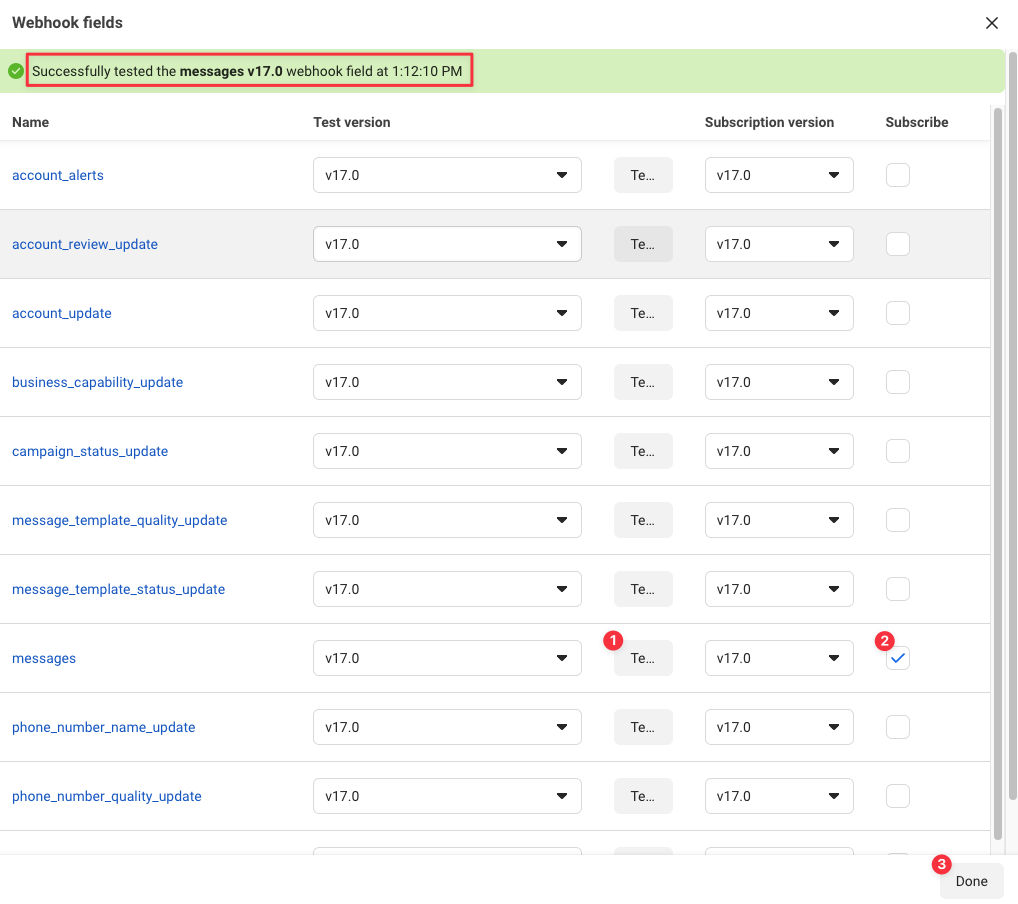 Webhook fields
Successfully tested the messages v17.0 webhook field at 1:12:10 PM
Name Test version Subscription version Subscribe
account_alerts v17.0 Te... v17.0
account_review_update v17.0 Te... v17.0
account_update v17.0 Te... v17.0
business_capability_update v17.0 Te... v17.0
campaign_status_update v17.0 Te... v17.0
message_template_quality_update v17.0 Te... v17.0
message_template_status_update v17.0 Te... v17.0
messages v17.0 1 Te... v17.0 2
phone_number_name_update v17.0 Te... v17.0
phone_number_quality_update v17.0 Te... v17.0
3 Done